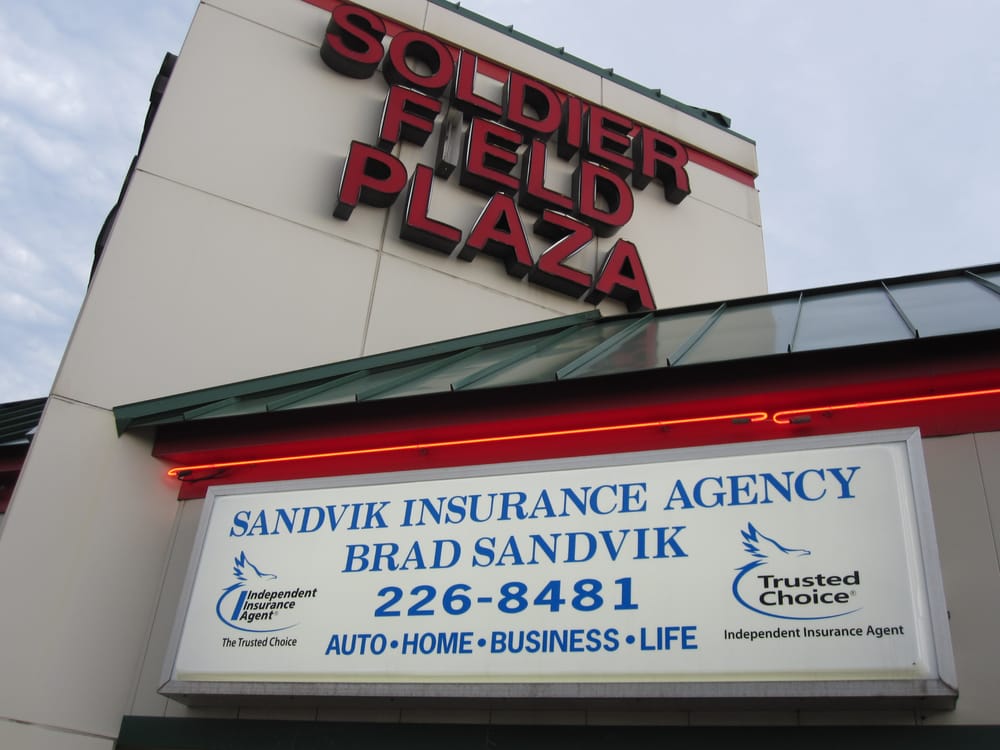 SOLDIER
FIELD
PLAZA
SANDVIK INSURANCE AGENCY
BRAD SANDVIK
226-8481
AUTO•HOME•BUSINESS•LIFE
Independent
Insurance
Agent®
The Trusted Choice
Trusted
Choice®
Independent Insurance Agent